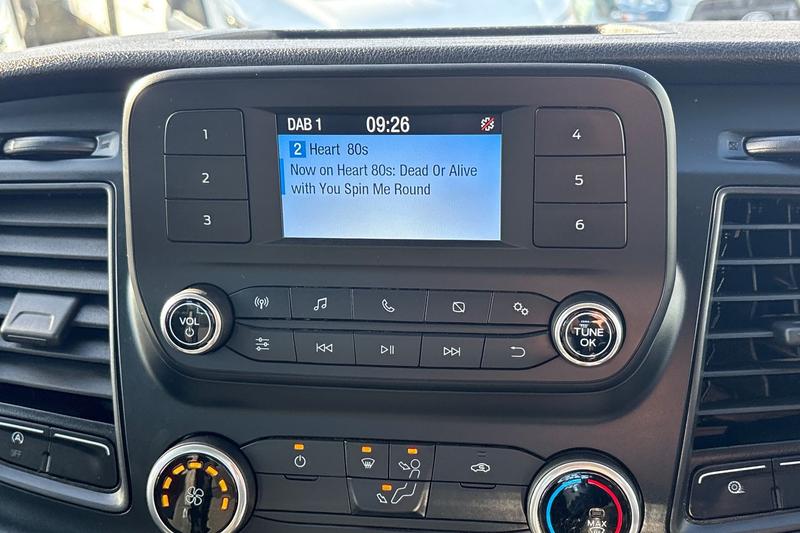 DAB 1 09:26
2 Heart 80s
Now on Heart 80s: Dead Or Alive
with You Spin Me Round
1
2
3
4
5
6
VOL
TUNE
OK
OFF
MAX